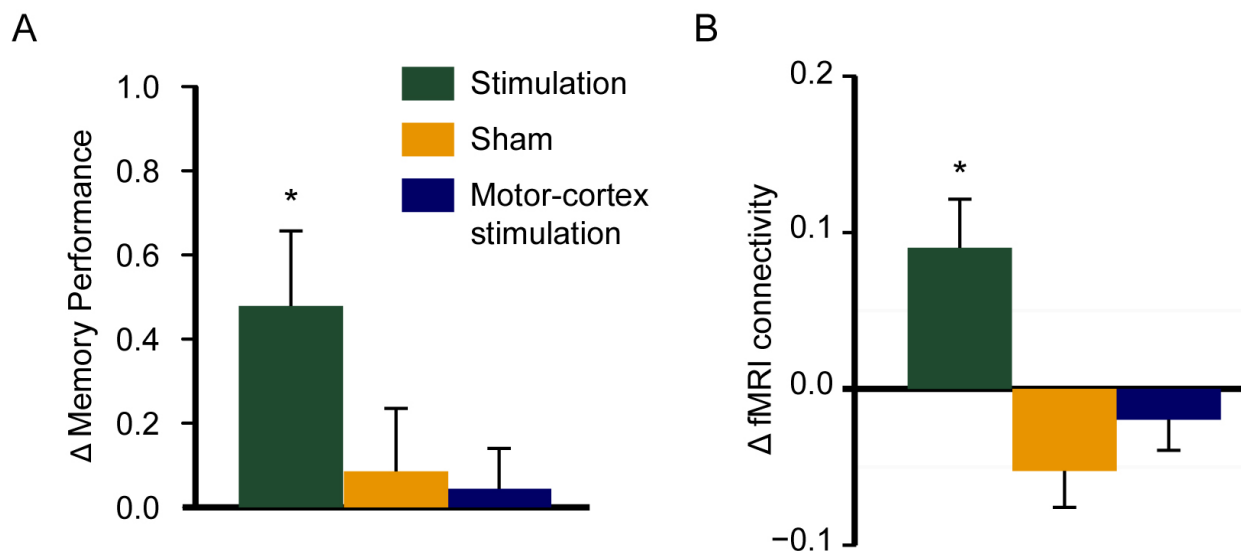 A
Δ Memory Performance
1.0
0.8
0.6
0.4
0.2
0.0
*
Stimulation
Sham
Motor-cortex
stimulation
B
Δ fMRI connectivity
0.2
0.1
0.0
−0.1
*